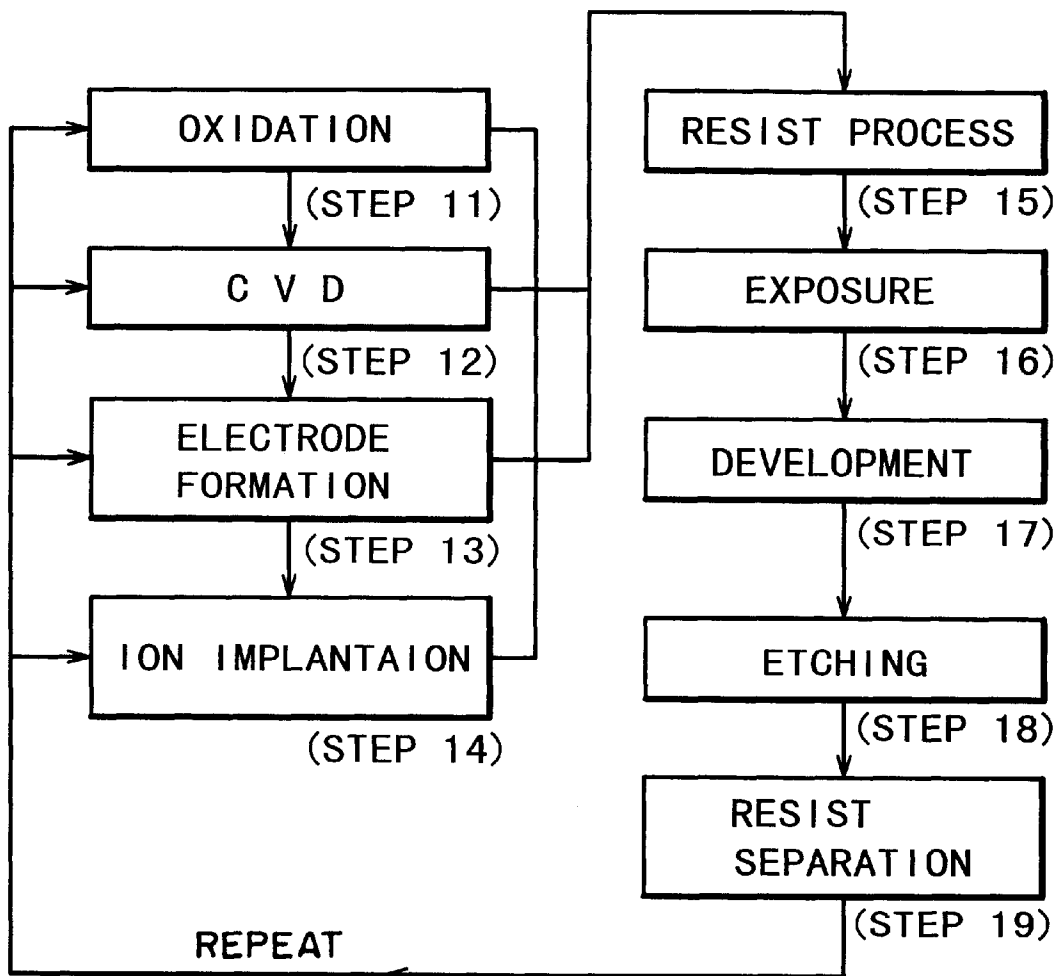 OXIDATION
(STEP 11)
CVD
(STEP 12)
ELECTRODE
FORMATION
(STEP 13)
ION IMPLANTAION
(STEP 14)
RESIST PROCESS
(STEP 15)
EXPOSURE
(STEP 16)
DEVELOPMENT
(STEP 17)
ETCHING
(STEP 18)
RESIST
SEPARATION
(STEP 19)
REPEAT